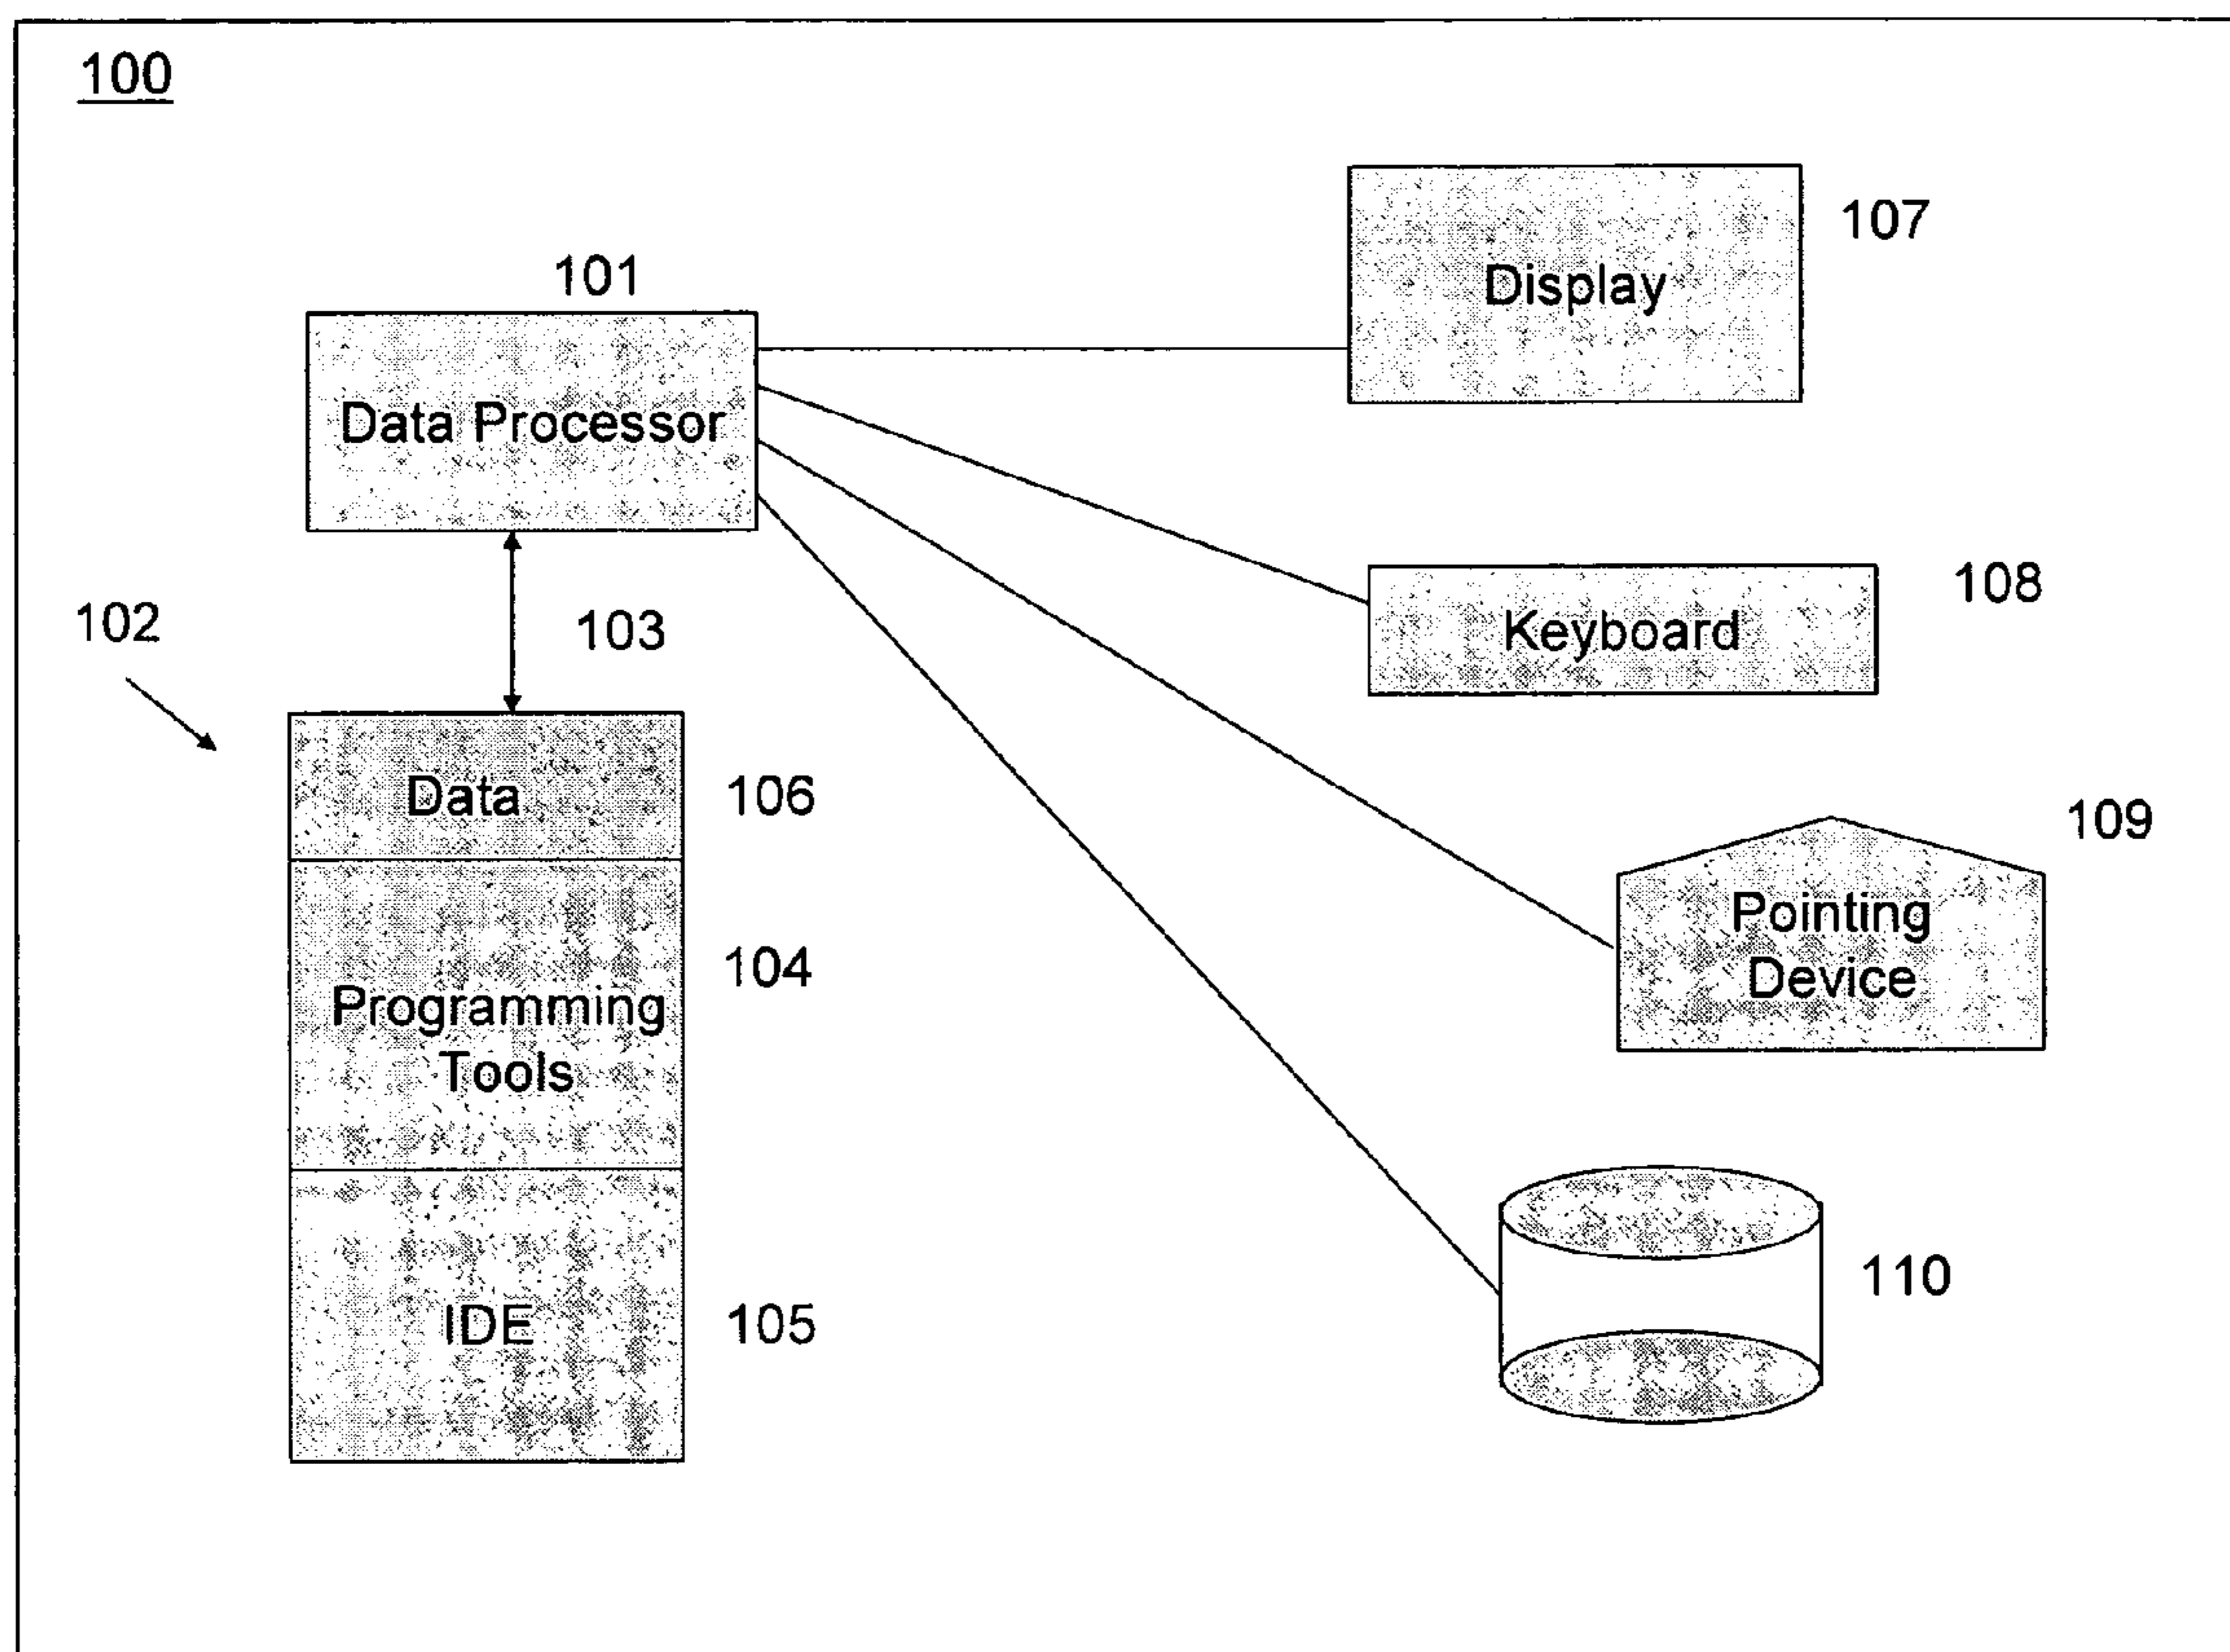 100
107
Display
101
Data Processor
108
Keyboard
102
103
109
Pointing
Device
Data
106
104
Programming
Tools
110
IDE
105